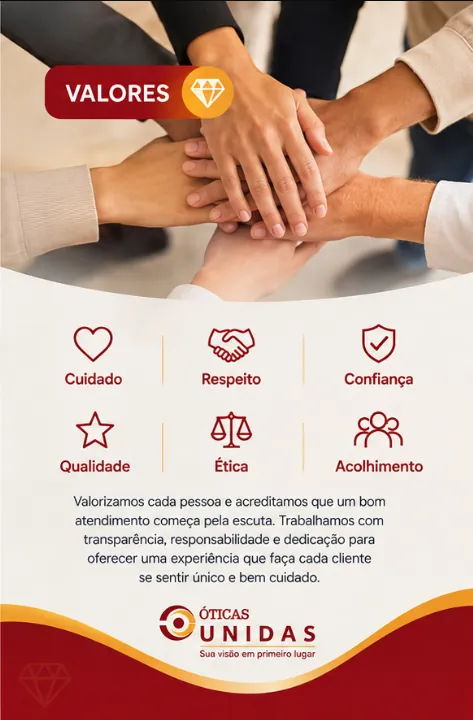 VALORES
Cuidado
Respeito
Confiança
Qualidade
Ética
Acolhimento
Valorizamos cada pessoa e acreditamos que um bom
atendimento começa pela escuta. Trabalhamos com
transparência, responsabilidade e dedicação para
oferecer uma experiência que faça cada cliente
se sentir único e bem cuidado.
ÓTICAS
UNIDAS
Sua visão em primeiro lugar